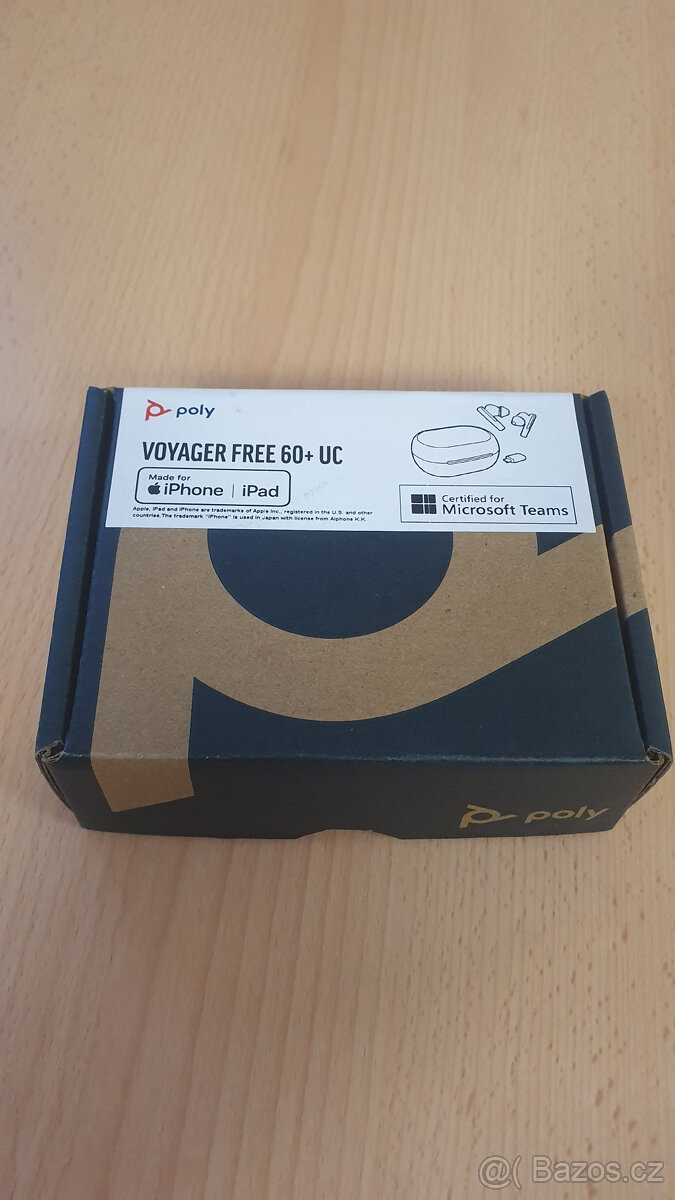 poly
VOYAGER FREE 60+ UC
Made for
iPhone | iPad
Apple, iPad and iPhone are trademarks of Apple Inc., registered in the U.S. and other
countries. The trademark "iPhone" is used in Japan with license from Aiphone K.K.
Certified for
Microsoft Teams
poly
@( Bazos.cz